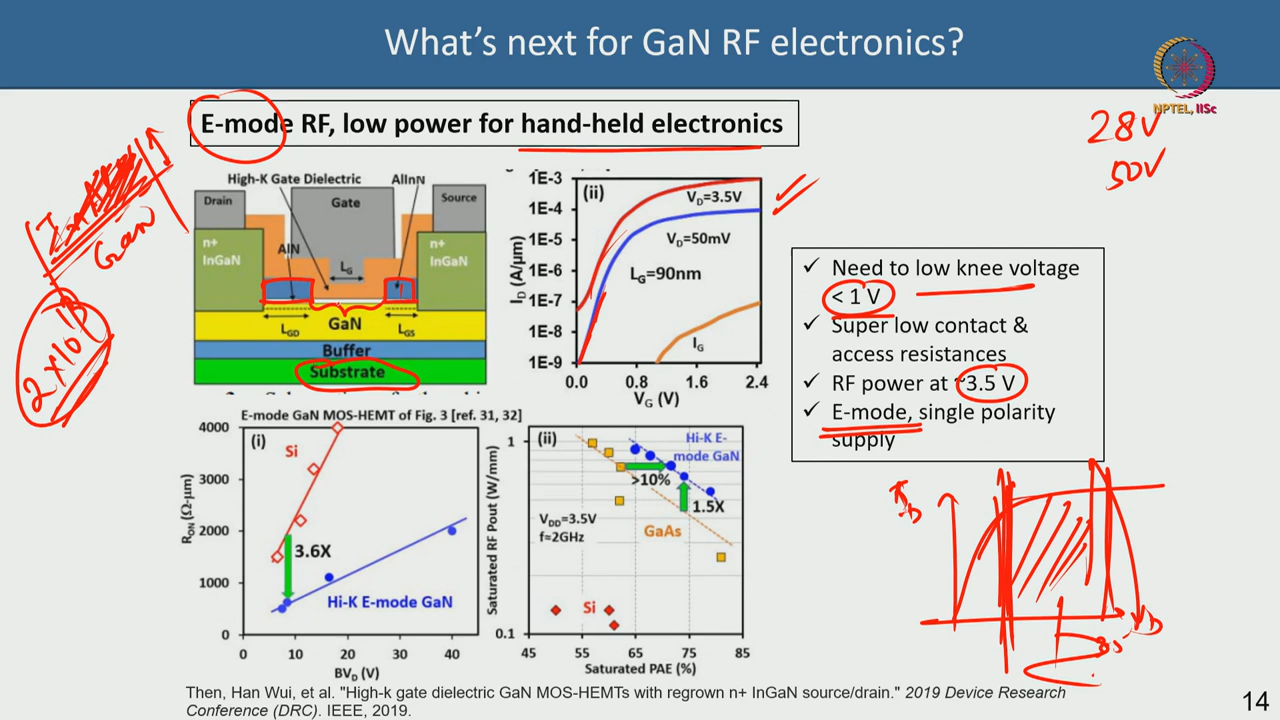 What's next for GaN RF electronics?
NPTEL, IISc
E-mode RF, low power for hand-held electronics
28V
50V
GaN
2×10
High-K Gate Dielectric
AlInN
Drain
Gate
Source
n+
InGaN
AlN
LG
n+
InGaN
LGD
GaN
LGS
Buffer
Substrate
(ii)
1E-3
1E-4
1E-5
1E-6
1E-7
1E-8
1E-9
ID (A/μm)
VD=3.5V
VD=50mV
LG=90nm
IG
0.0 0.8 1.6 2.4
VG (V)
✓ Need to low knee voltage
< 1 V
✓ Super low contact &
access resistances
✓ RF power at ~3.5 V
✓ E-mode, single polarity
supply
E-mode GaN MOS-HEMT of Fig. 3 [ref. 31, 32]
(i)
4000
3000
2000
1000
0
RON (Ω-μm)
Si
3.6X
Hi-K E-mode GaN
0 10 20 30 40
BVD (V)
(ii)
1
0.1
Saturated RF Pout (W/mm)
Hi-K E-
mode GaN
>10%
1.5X
VDD=3.5V
f=2GHz
GaAs
Si
45 55 65 75 85
Saturated PAE (%)
ID
VD
Then, Han Wui, et al. "High-k gate dielectric GaN MOS-HEMTs with regrown n+ InGaN source/drain." 2019 Device Research
Conference (DRC). IEEE, 2019.
14